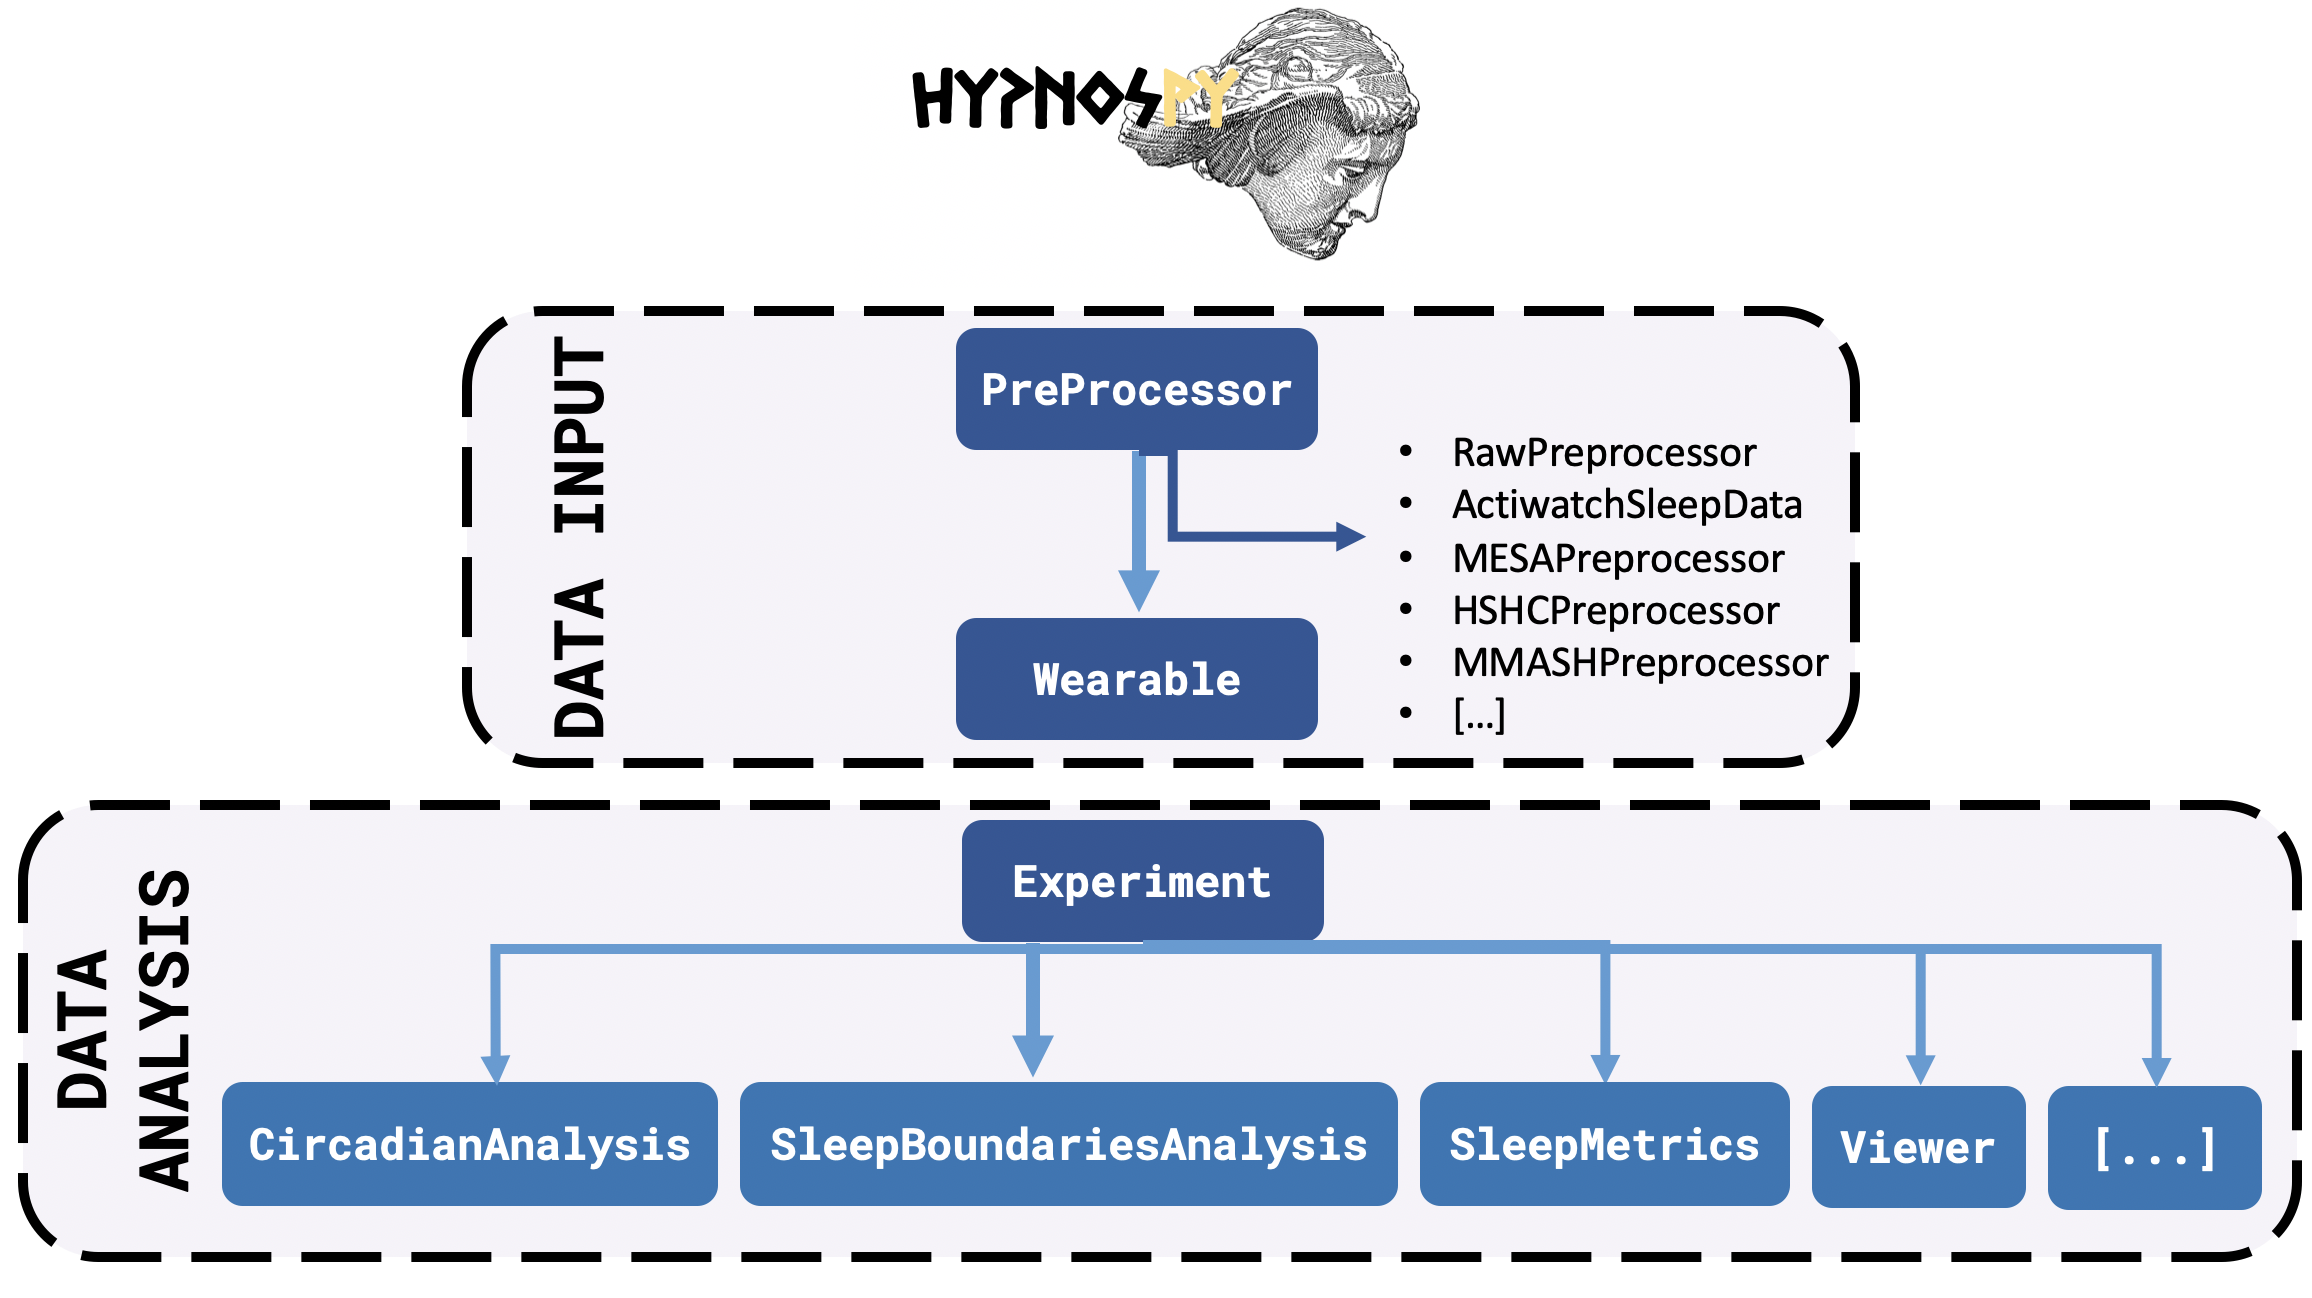 HYPNOSPY
DATA INPUT
PreProcessor
• RawPreprocessor
• ActiwatchSleepData
• MESAPreprocessor
• HSHCPreprocessor
• MMASHPreprocessor
• [...]
Wearable
DATA
ANALYSIS
Experiment
CircadianAnalysis
SleepBoundariesAnalysis
SleepMetrics
Viewer
[...]